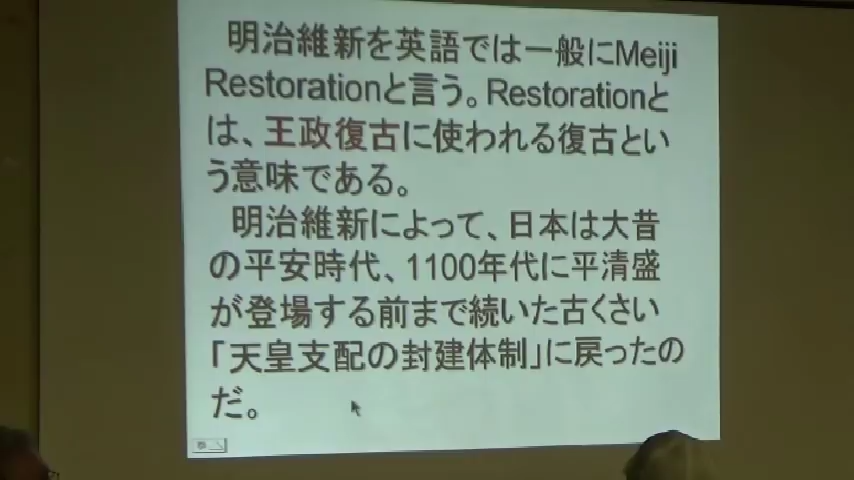 明治維新を英語では一般にMeiji
Restorationと言う。Restorationと
は、王政復古に使われる復古とい
う意味である。
明治維新によって、日本は大昔
の平安時代、1100年代に平清盛
が登場する前まで続いた古くさい
「天皇支配の封建体制」に戻ったの
だ。